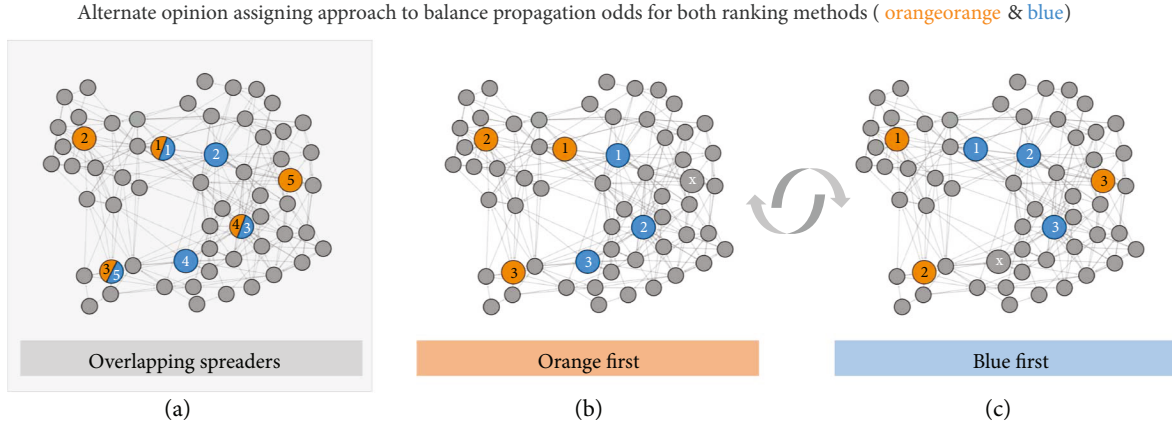 Alternate opinion assigning approach to balance propagation odds for both ranking methods ( orangeorange & blue)
2
1
1
2
5
4
3
4
3
5
Overlapping spreaders
(a)
2
1
1
x
2
3
3
Orange first
(b)
1
1
2
3
3
x
2
Blue first
(c)